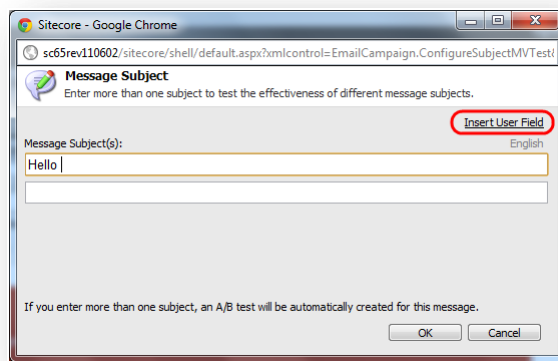 Sitecore - Google Chrome
sc65rev110602/sitecore/shell/default.aspx?xmlcontrol=EmailCampaign.ConfigureSubjectMVTest&
Message Subject
Enter more than one subject to test the effectiveness of different message subjects.
Insert User Field
Message Subject(s):
English
Hello
If you enter more than one subject, an A/B test will be automatically created for this message.
OK
Cancel